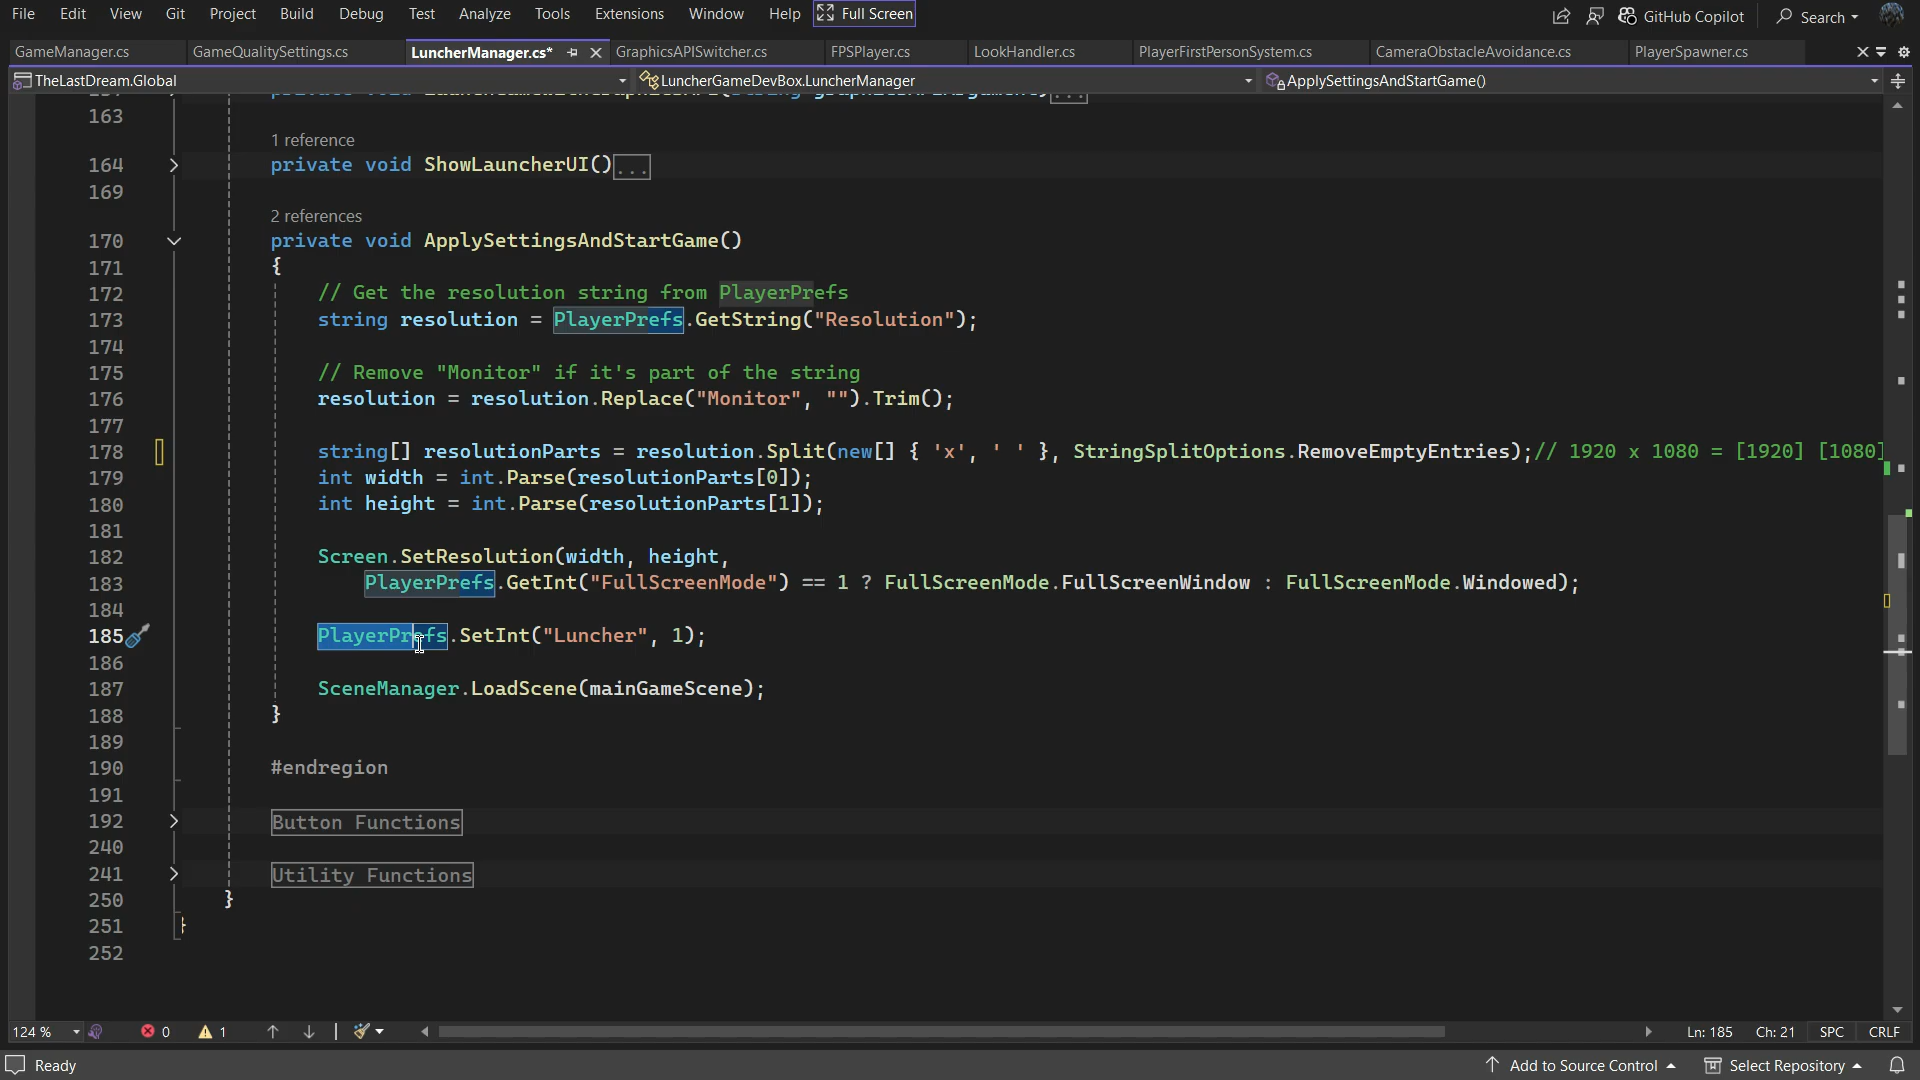 File Edit View Git Project Build Debug Test Analyze Tools Extensions Window Help Full Screen GitHub Copilot Search
GameManager.cs GameQualitySettings.cs LuncherManager.cs* GraphicsAPISwitcher.cs FPSPlayer.cs LookHandler.cs PlayerFirstPersonSystem.cs CameraObstacleAvoidance.cs PlayerSpawner.cs
TheLastDream.Global LuncherGameDevBox.LuncherManager ApplySettingsAndStartGame()
163
1 reference
164 private void ShowLauncherUI()...
169
2 references
170 private void ApplySettingsAndStartGame()
171 {
172 // Get the resolution string from PlayerPrefs
173 string resolution = PlayerPrefs.GetString("Resolution");
174
175 // Remove "Monitor" if it's part of the string
176 resolution = resolution.Replace("Monitor", "").Trim();
177
178 string[] resolutionParts = resolution.Split(new[] { 'x', ' ' }, StringSplitOptions.RemoveEmptyEntries);// 1920 x 1080 = [1920] [1080]
179 int width = int.Parse(resolutionParts[0]);
180 int height = int.Parse(resolutionParts[1]);
181
182 Screen.SetResolution(width, height,
183 PlayerPrefs.GetInt("FullScreenMode") == 1 ? FullScreenMode.FullScreenWindow : FullScreenMode.Windowed);
184
185 PlayerPrefs.SetInt("Luncher", 1);
186
187 SceneManager.LoadScene(mainGameScene);
188 }
189
190 #endregion
191
192 Button Functions
240
241 Utility Functions
250 }
251 }
252
124 % 0 1 Ln: 185 Ch: 21 SPC CRLF
Ready Add to Source Control Select Repository